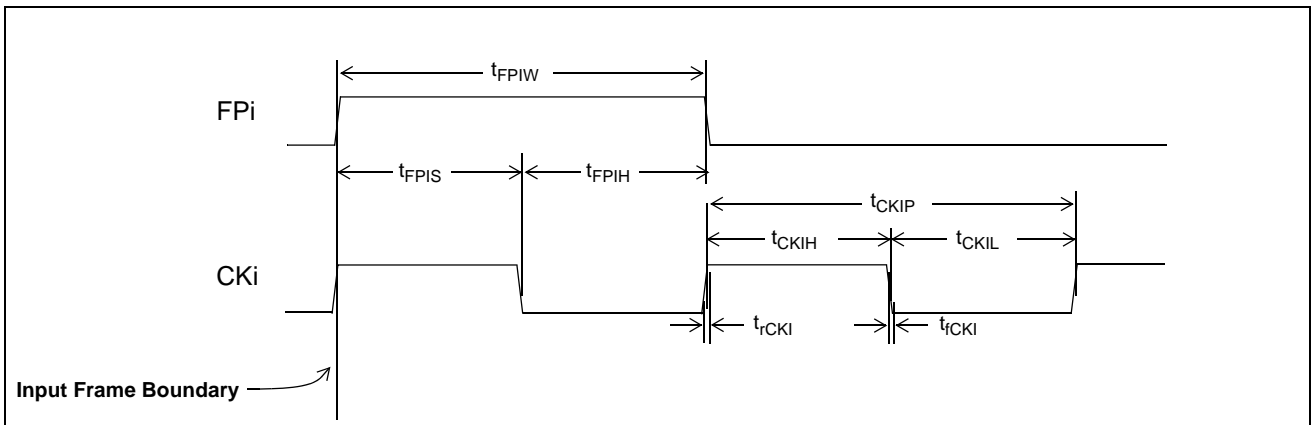 tFPIW
FPi
tFPIS
tFPIH
tCKIP
tCKIH
tCKIL
CKi
trCKI
tfCKI
Input Frame Boundary